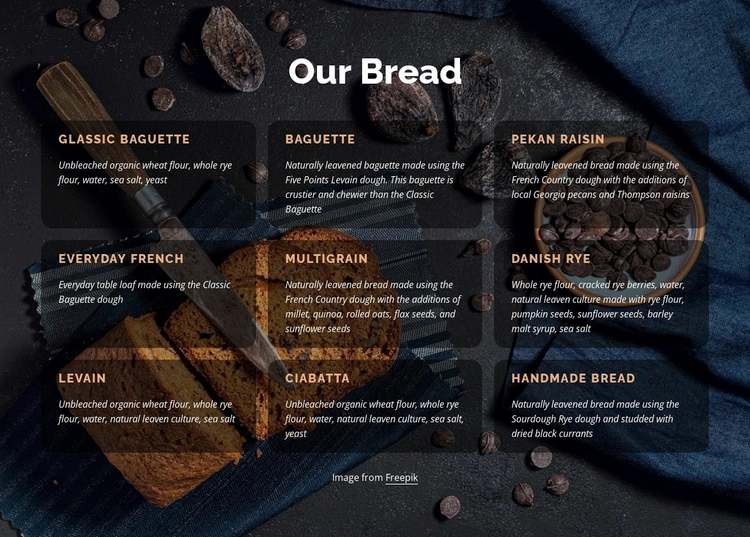 Our Bread
GLASSIC BAGUETTE
Unbleached organic wheat flour, whole rye
flour, water, sea salt, yeast
BAGUETTE
Naturally leavened baguette made using the
Five Points Levain dough. This baguette is
crustier and chewier than the Classic
Baguette
PEKAN RAISIN
Naturally leavened bread made using the
French Country dough with the additions of
local Georgia pecans and Thompson raisins
EVERYDAY FRENCH
Everyday table loaf made using the Classic
Baguette dough
MULTIGRAIN
Naturally leavened bread made using the
French Country dough with the additions of
millet, quinoa, rolled oats, flax seeds, and
sunflower seeds
DANISH RYE
Whole rye flour, cracked rye berries, water,
natural leaven culture made with rye flour,
pumpkin seeds, sunflower seeds, barley
malt syrup, sea salt
LEVAIN
Unbleached organic wheat flour, whole rye
flour, water, natural leaven culture, sea salt
CIABATTA
Unbleached organic wheat flour, whole rye
flour, water, natural leaven culture, sea salt,
yeast
HANDMADE BREAD
Naturally leavened bread made using the
Sourdough Rye dough and studded with
dried black currants
Image from Freepik